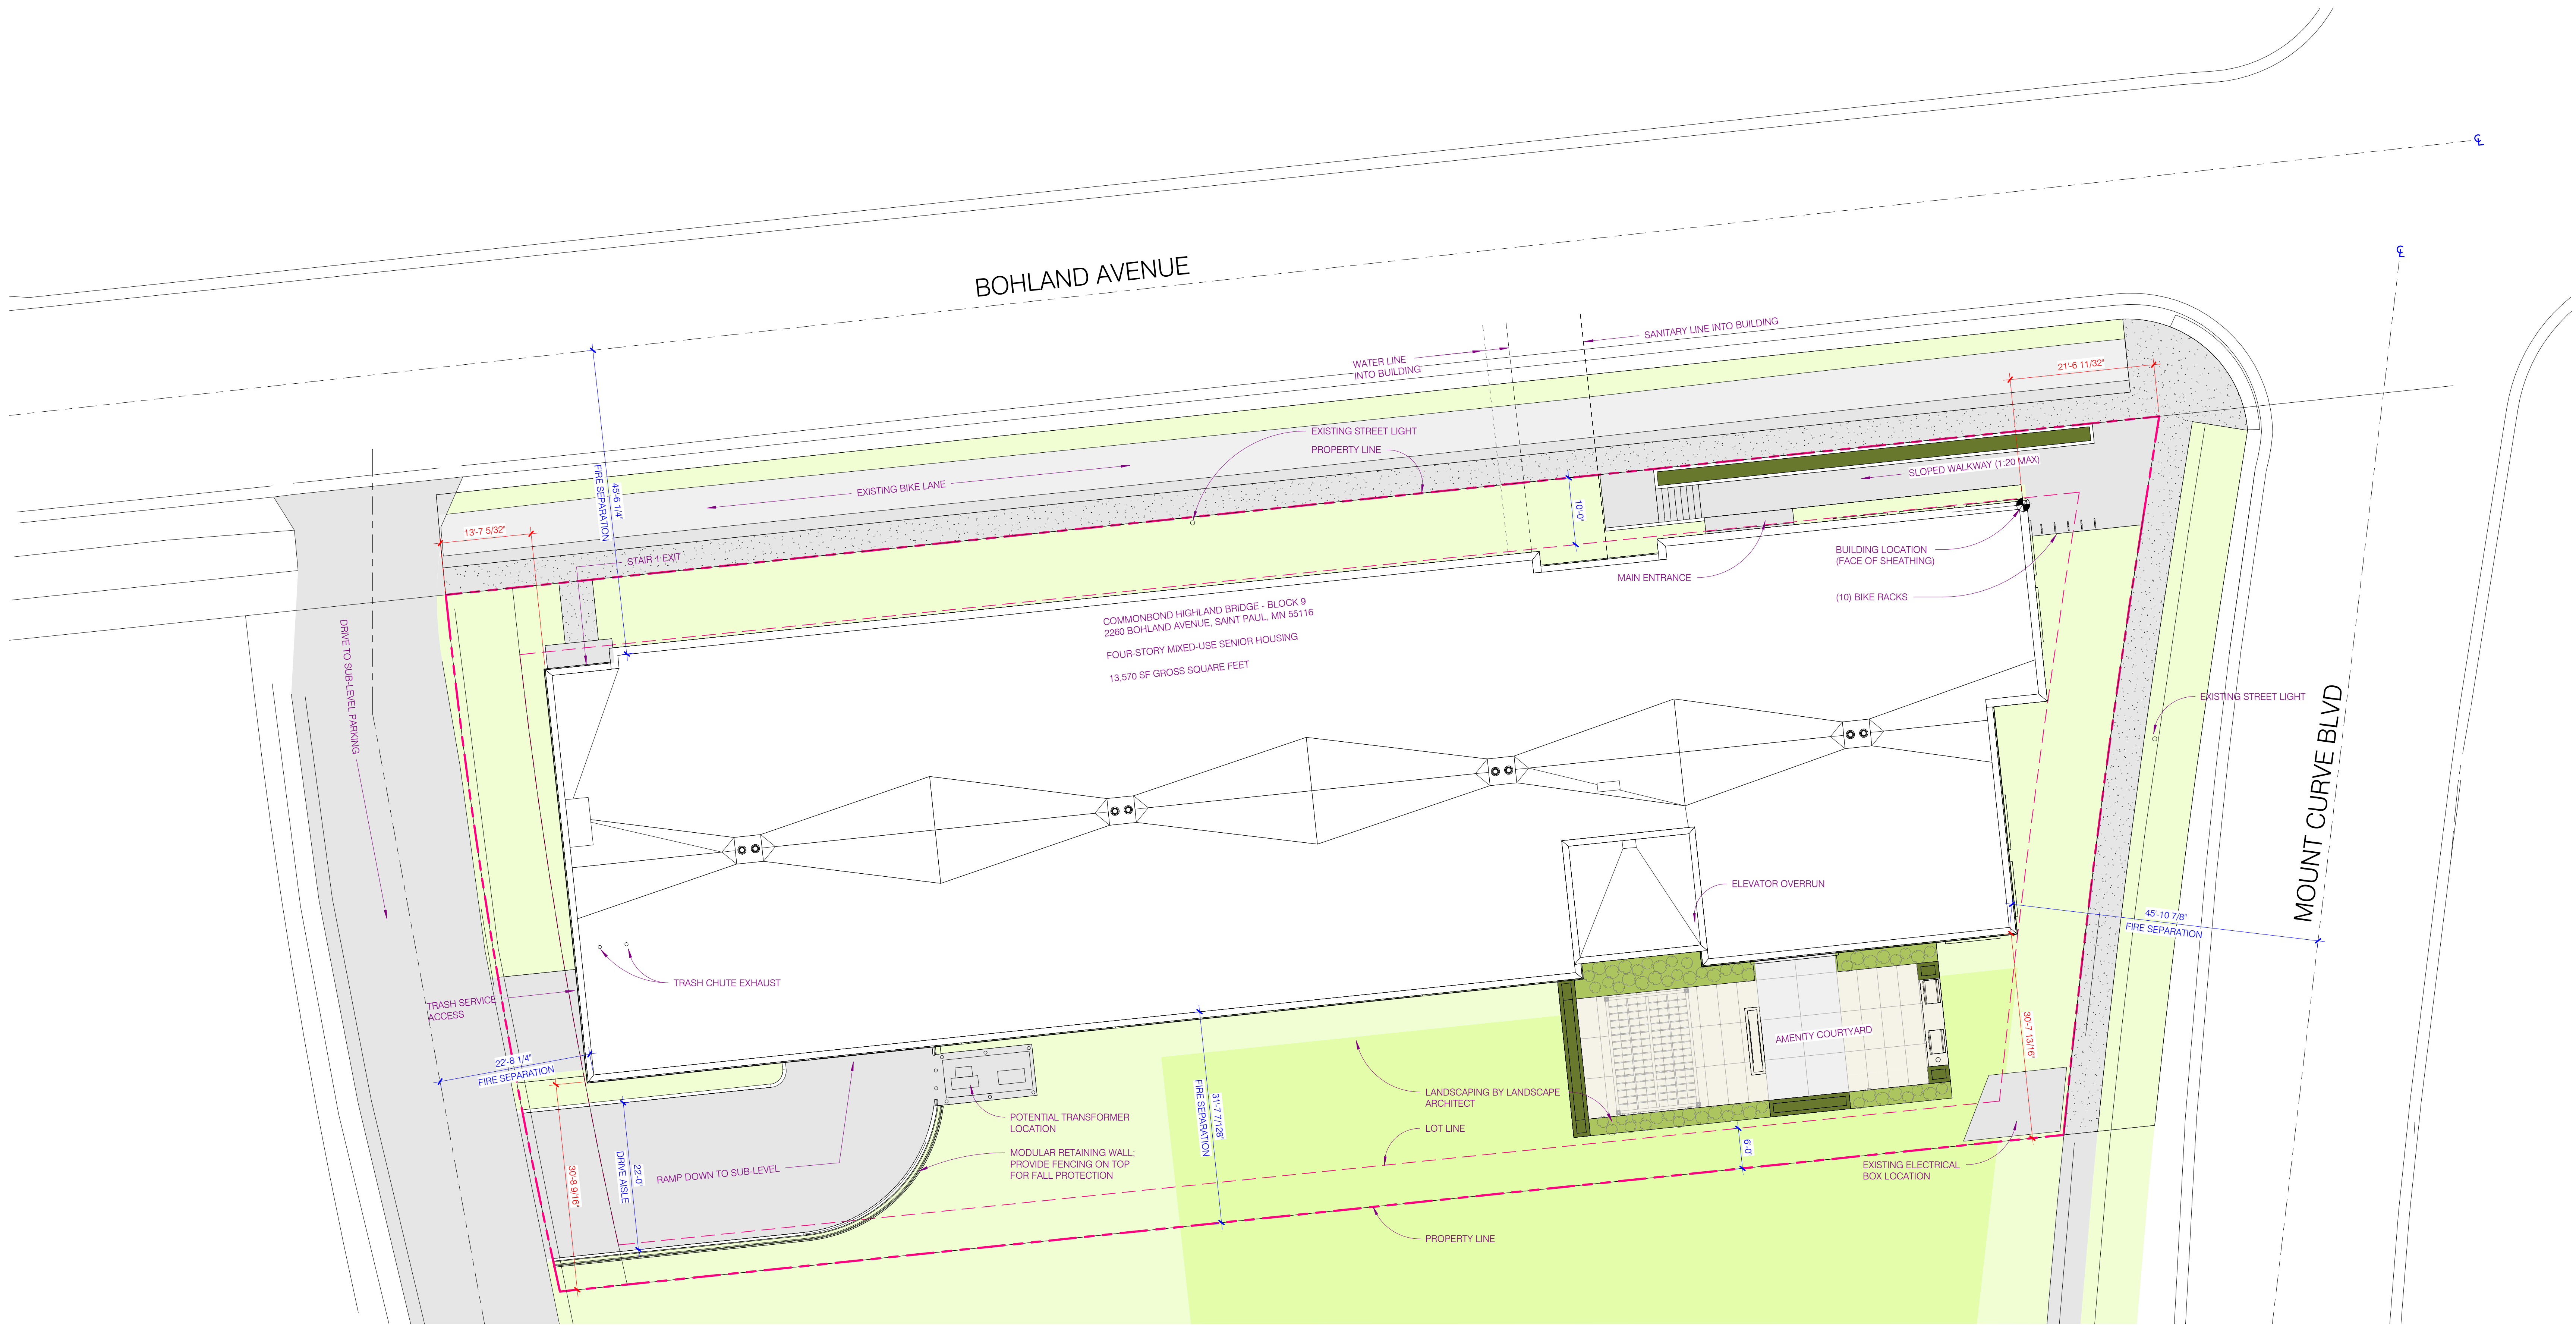 ℄
℄
BOHLAND AVENUE
SANITARY LINE INTO BUILDING
WATER LINE
INTO BUILDING
21'-6 11/32"
EXISTING STREET LIGHT
PROPERTY LINE
45'-6 1/4"
FIRE SEPARATION
EXISTING BIKE LANE
SLOPED WALKWAY (1:20 MAX)
10'-0"
13'-7 5/32"
STAIR 1 EXIT
BUILDING LOCATION
(FACE OF SHEATHING)
MAIN ENTRANCE
(10) BIKE RACKS
COMMONBOND HIGHLAND BRIDGE - BLOCK 9
2260 BOHLAND AVENUE, SAINT PAUL, MN 55116
FOUR-STORY MIXED-USE SENIOR HOUSING
13,570 SF GROSS SQUARE FEET
DRIVE TO SUB-LEVEL PARKING
EXISTING STREET LIGHT
MOUNT CURVE BLVD
ELEVATOR OVERRUN
45'-10 7/8"
FIRE SEPARATION
TRASH CHUTE EXHAUST
TRASH SERVICE
ACCESS
22'-8 1/4"
FIRE SEPARATION
AMENITY COURTYARD
30'-7 13/16"
LANDSCAPING BY LANDSCAPE
ARCHITECT
31'-7 7/128"
FIRE SEPARATION
POTENTIAL TRANSFORMER
LOCATION
LOT LINE
6'-0"
MODULAR RETAINING WALL;
PROVIDE FENCING ON TOP
FOR FALL PROTECTION
RAMP DOWN TO SUB-LEVEL
22'-0"
DRIVE AISLE
30'-8 9/16"
EXISTING ELECTRICAL
BOX LOCATION
PROPERTY LINE